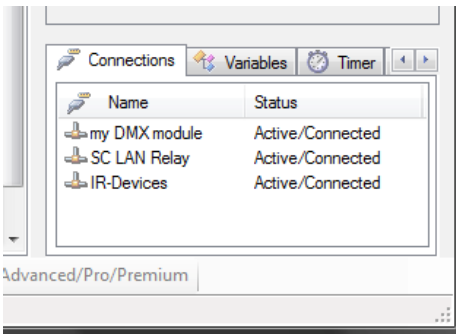 Connections Variables Timer
Name Status
my DMX module Active/Connected
SC LAN Relay Active/Connected
IR-Devices Active/Connected
Advanced/Pro/Premium